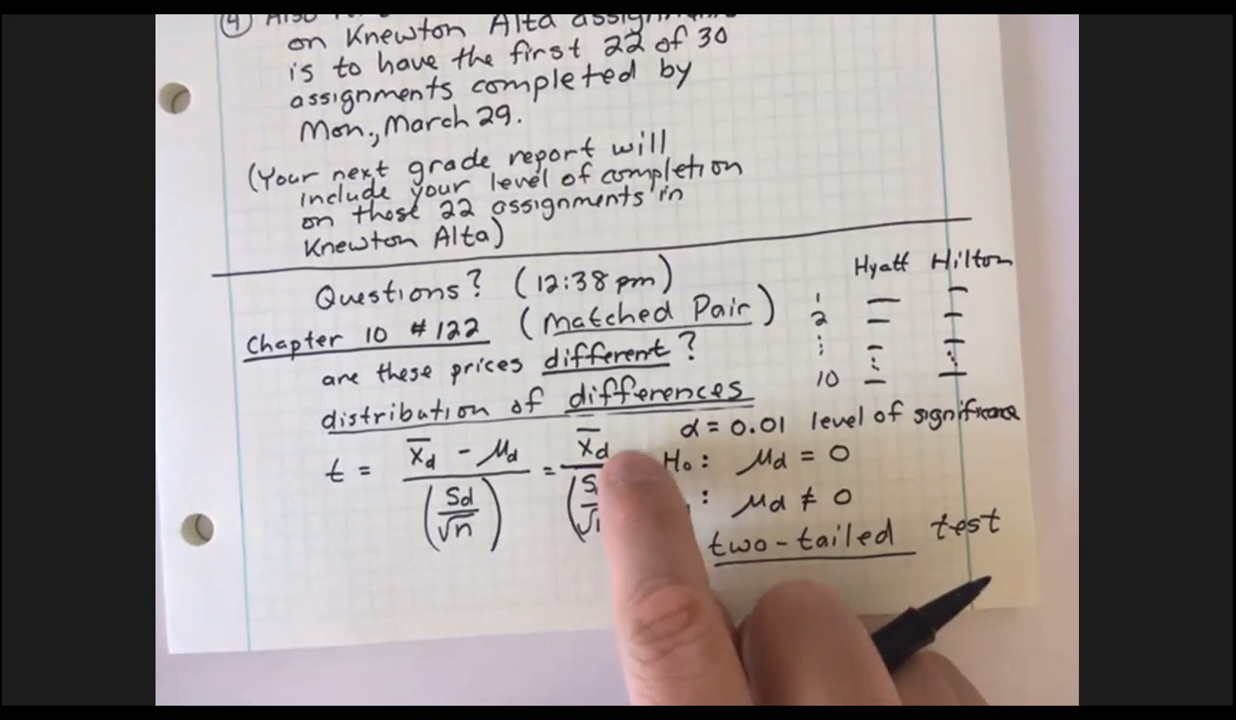 ④ Also
on Knewton Alta assignments
is to have the first 22 of 30
assignments completed by
Mon., March 29.
(Your next grade report will
include your level of completion
on those 22 assignments in
Knewton Alta)
Questions? (12:38 pm)
Hyatt Hilton
Chapter 10 #122 (Matched Pair)
1
2
⋮
10
are these prices different?
distribution of differences
α = 0.01 level of significance
t = (x̄d - μd) / (Sd/√n) = x̄d /
H₀: μd = 0
: μd ≠ 0
two-tailed test